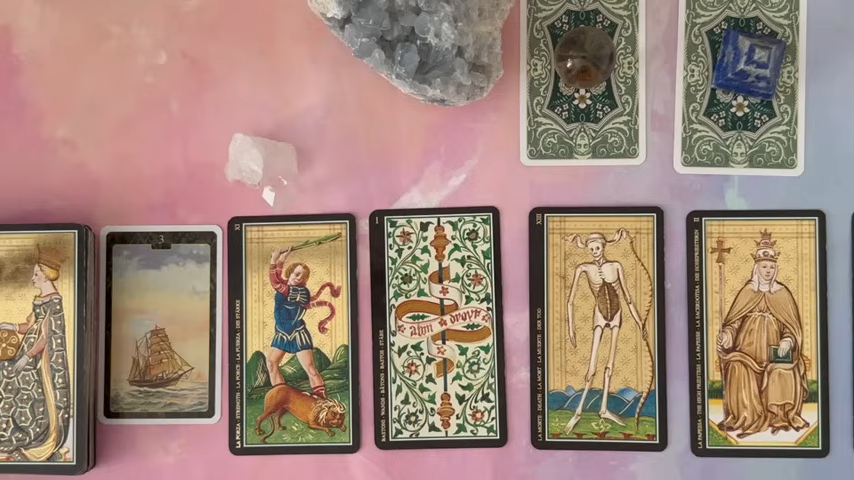 3
XI
LA FORZA · STRENGTH · LA FORCE · LA FUERZA · DIE STÄRKE
I
BASTONI · WANDS · BÂTONS · BASTOS · STÄBE
XIII
LA MORTE · DEATH · LA MORT · LA MUERTE · DER TOD
II
LA PAPESSA · THE HIGH PRIESTESS · LA PAPESSE · LA SACERDOTISA · DIE HOHEPRIESTERIN